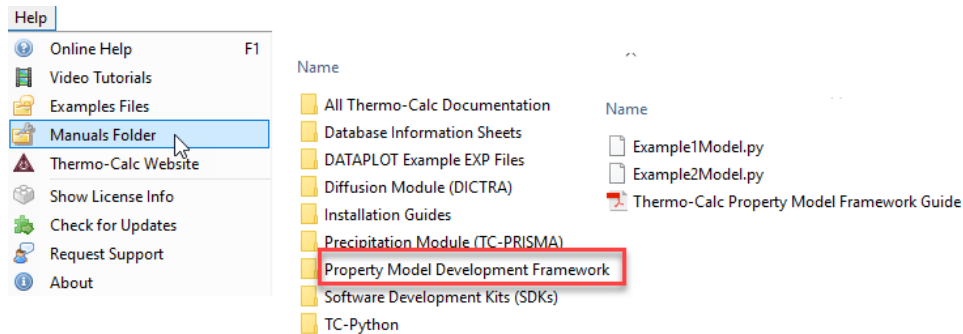 Help
Online Help F1
Video Tutorials
Examples Files
Manuals Folder
Thermo-Calc Website
Show License Info
Check for Updates
Request Support
About
Name
All Thermo-Calc Documentation
Database Information Sheets
DATAPLOT Example EXP Files
Diffusion Module (DICTRA)
Installation Guides
Precipitation Module (TC-PRISMA)
Property Model Development Framework
Software Development Kits (SDKs)
TC-Python
Name
Example1Model.py
Example2Model.py
Thermo-Calc Property Model Framework Guide